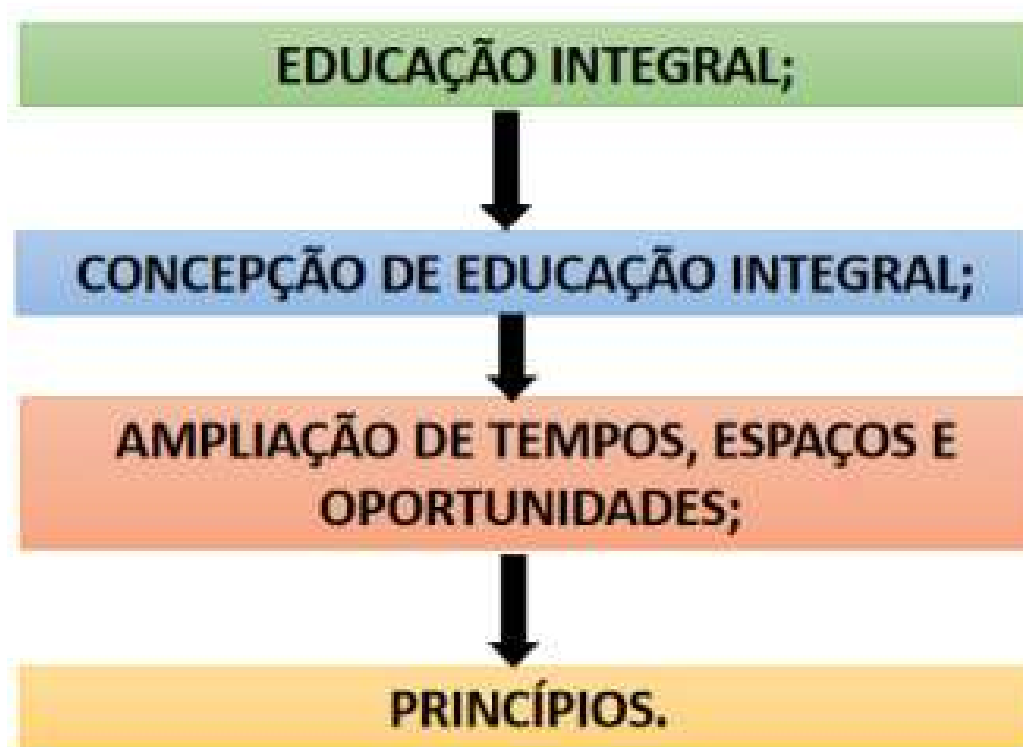 EDUCAÇÃO INTEGRAL;
CONCEPÇÃO DE EDUCAÇÃO INTEGRAL;
AMPLIAÇÃO DE TEMPOS, ESPAÇOS E
OPORTUNIDADES;
PRINCÍPIOS.